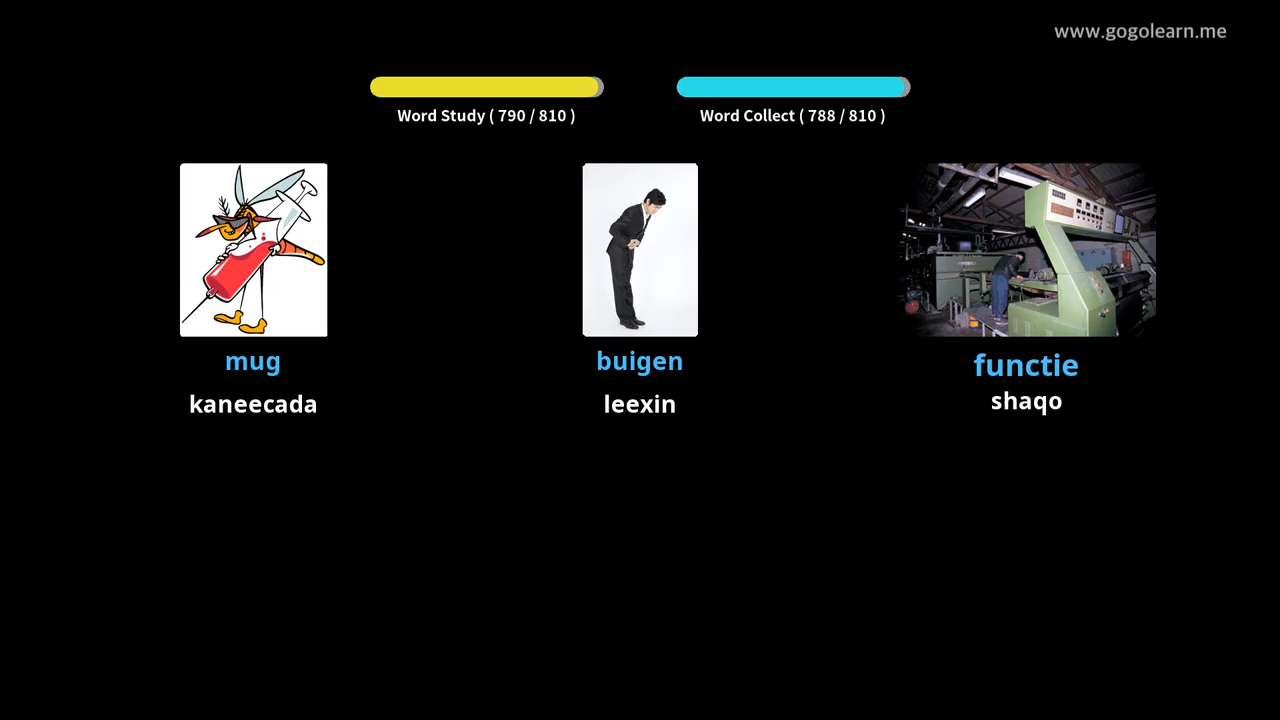 www.gogolearn.me
Word Study ( 790 / 810 )
Word Collect ( 788 / 810 )
mug
buigen
functie
kaneecada
leexin
shaqo